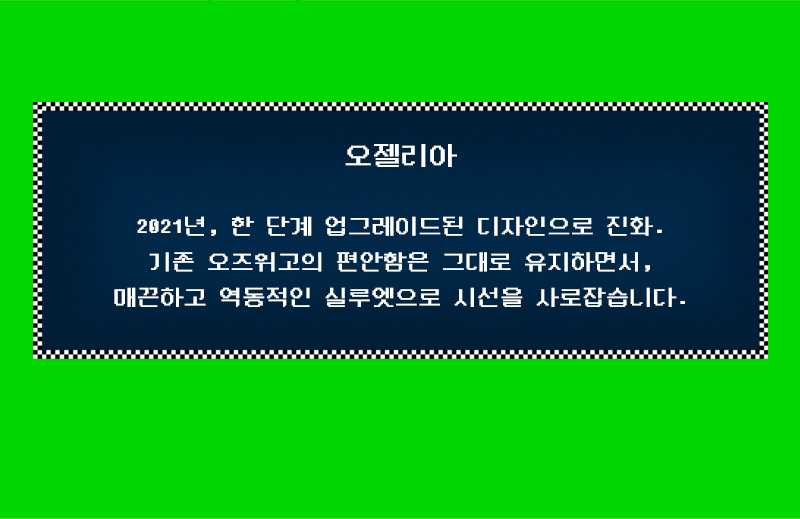 오젤리아
2021년, 한 단계 업그레이드된 디자인으로 진화.
기존 오즈위고의 편안함은 그대로 유지하면서,
매끈하고 역동적인 실루엣으로 시선을 사로잡습니다.